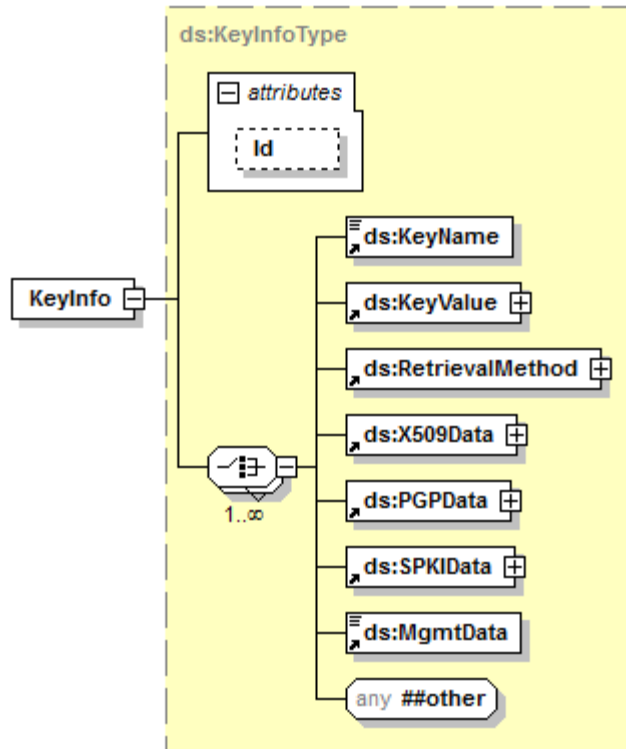 ds:KeyInfoType
attributes
Id
ds:KeyName
KeyInfo
ds:KeyValue
ds:RetrievalMethod
ds:X509Data
1..∞
ds:PGPData
ds:SPKIData
ds:MgmtData
any ##other